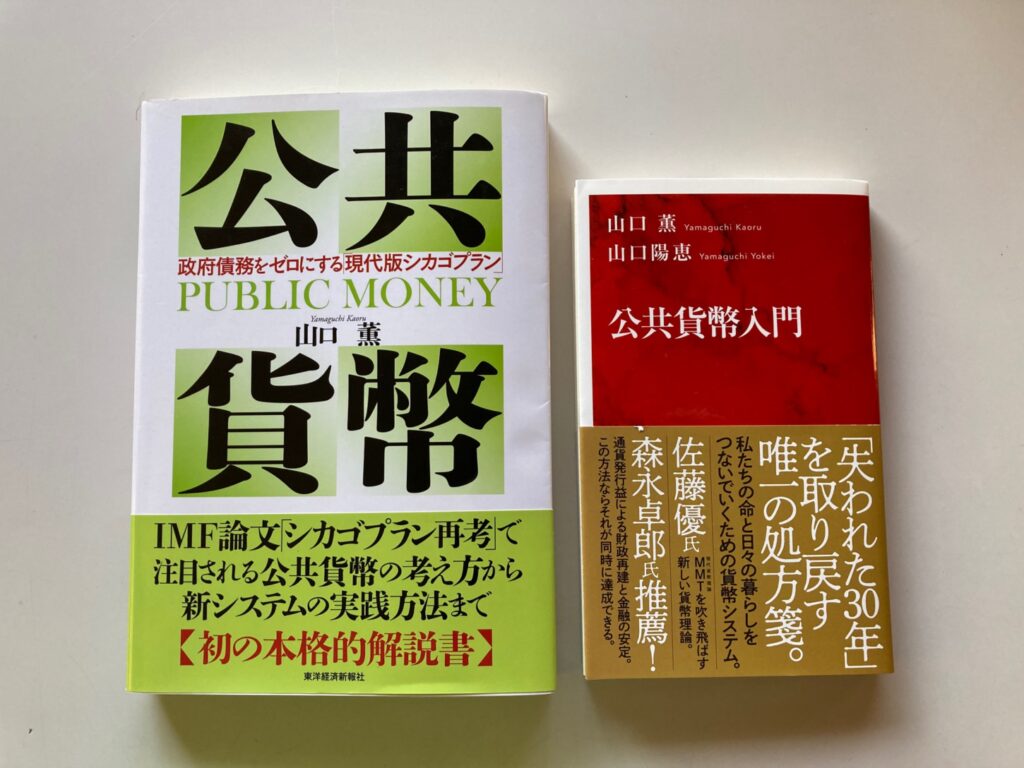 公共
政府債務をゼロにする「現代版シカゴプラン」
PUBLIC MONEY
Yamaguchi Kaoru
山口 薫
貨幣
IMF論文「シカゴプラン再考」で
注目される公共貨幣の考え方から
新システムの実践方法まで
【初の本格的解説書】
東洋経済新報社
山口 薫 Yamaguchi Kaoru
山口陽恵 Yamaguchi Yokei
公共貨幣入門
「失われた30年」
を取り戻す
唯一の処方箋。
私たちの命と日々の暮らしを
つないでいくための貨幣システム。
佐藤優氏
MMTを吹き飛ばす
新しい貨幣理論。
森永卓郎氏推薦!
通貨発行益による財政再建と金融の安定。
この方法ならそれが同時に達成できる。